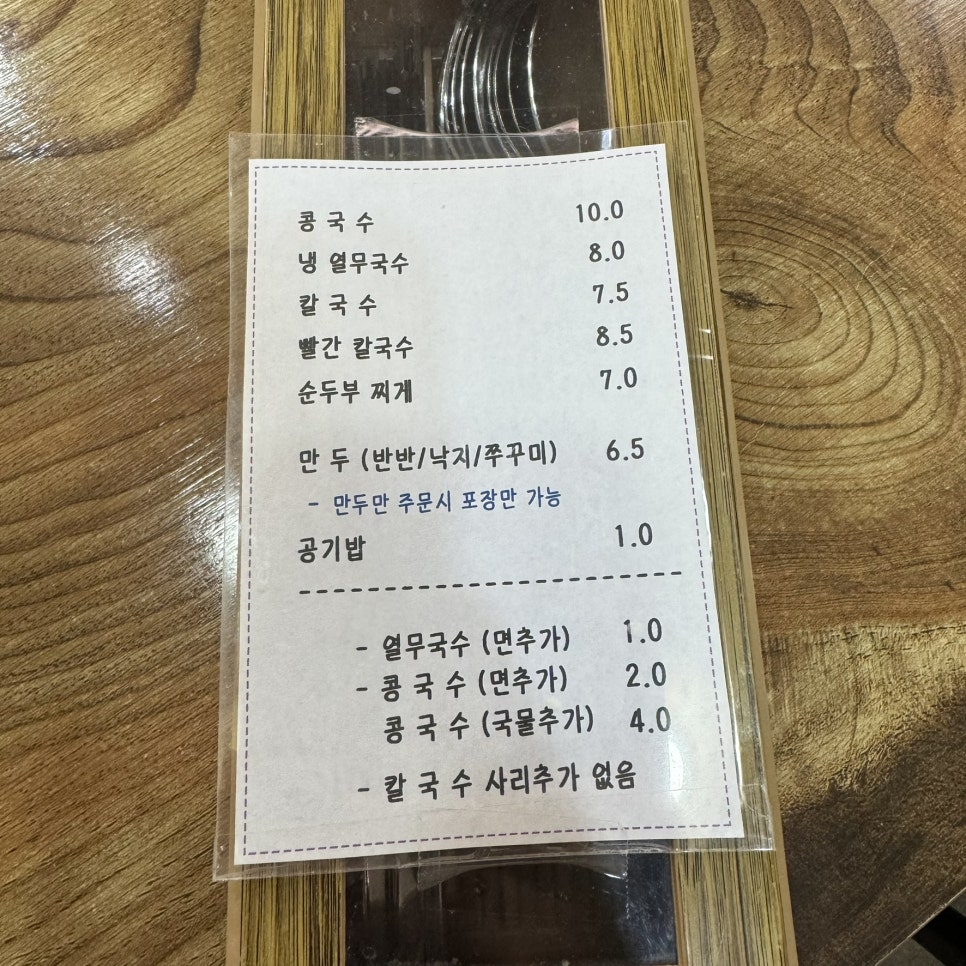 콩 국 수 10.0
냉 열무국수 8.0
칼 국 수 7.5
빨간 칼국수 8.5
순두부 찌게 7.0
만 두 (반반/낙지/쭈꾸미) 6.5
- 만두만 주문시 포장만 가능
공기밥 1.0
- 열무국수 (면추가) 1.0
- 콩 국 수 (면추가) 2.0
콩 국 수 (국물추가) 4.0
- 칼 국 수 사리추가 없음